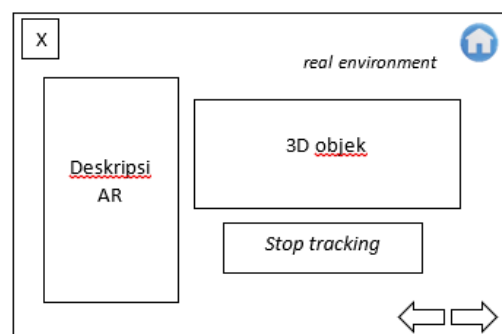 X
real environment
Deskripsi
AR
3D objek
Stop tracking